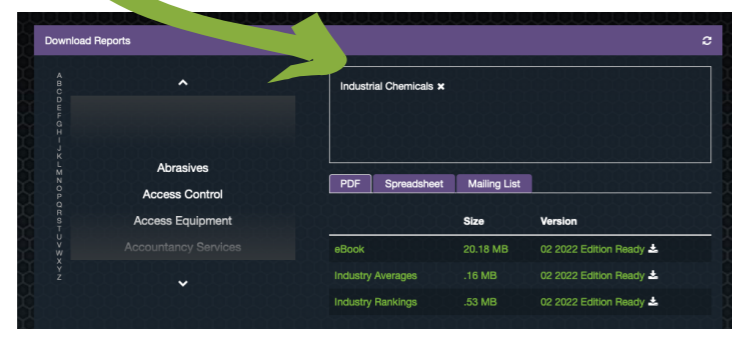 Download Reports
A
B
C
D
E
F
G
H
I
J
K
L
M
N
O
P
Q
R
S
T
U
V
W
X
Y
Z
Abrasives
Access Control
Access Equipment
Accountancy Services
Industrial Chemicals ×
PDF Spreadsheet Mailing List
Size Version
eBook 20.18 MB 02 2022 Edition Ready
Industry Averages .16 MB 02 2022 Edition Ready
Industry Rankings .53 MB 02 2022 Edition Ready